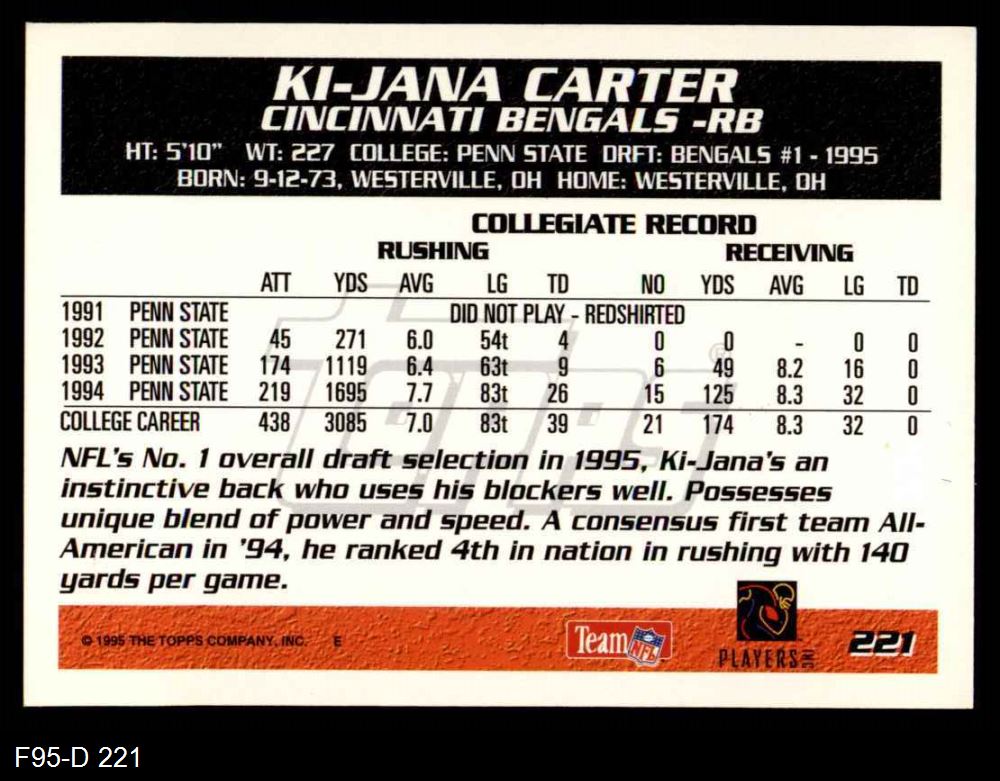 KI-JANA CARTER
CINCINNATI BENGALS -RB
HT: 5'10" WT: 227 COLLEGE: PENN STATE DRFT: BENGALS #1 - 1995
BORN: 9-12-73, WESTERVILLE, OH HOME: WESTERVILLE, OH
COLLEGIATE RECORD
RUSHING RECEIVING
ATT YDS AVG LG TD NO YDS AVG LG TD
1991 PENN STATE DID NOT PLAY - REDSHIRTED
1992 PENN STATE 45 271 6.0 54t 4 0 0 - 0 0
1993 PENN STATE 174 1119 6.4 63t 9 6 49 8.2 16 0
1994 PENN STATE 219 1695 7.7 83t 26 15 125 8.3 32 0
COLLEGE CAREER 438 3085 7.0 83t 39 21 174 8.3 32 0
Topps ®
NFL's No. 1 overall draft selection in 1995, Ki-Jana's an
instinctive back who uses his blockers well. Possesses
unique blend of power and speed. A consensus first team All-
American in '94, he ranked 4th in nation in rushing with 140
yards per game.
© 1995 THE TOPPS COMPANY, INC. E
Team NFL
PLAYERS INC
221
F95-D 221